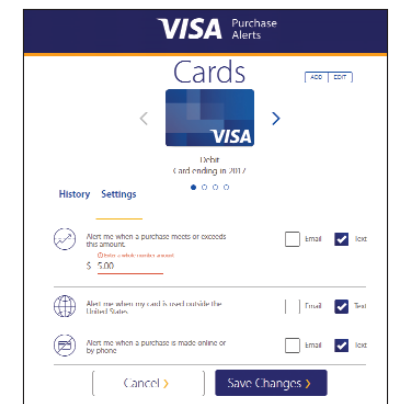 VISA Purchase
Alerts
Cards
ADD EDIT
VISA
Debit
Card ending in 2017
History Settings
Alert me when a purchase meets or exceeds
this amount.
Email Text
Enter a whole number amount
$ 5.00
Alert me when my card is used outside the
United States
Email Text
Alert me when a purchase is made online or
by phone
Email Text
Cancel
Save Changes